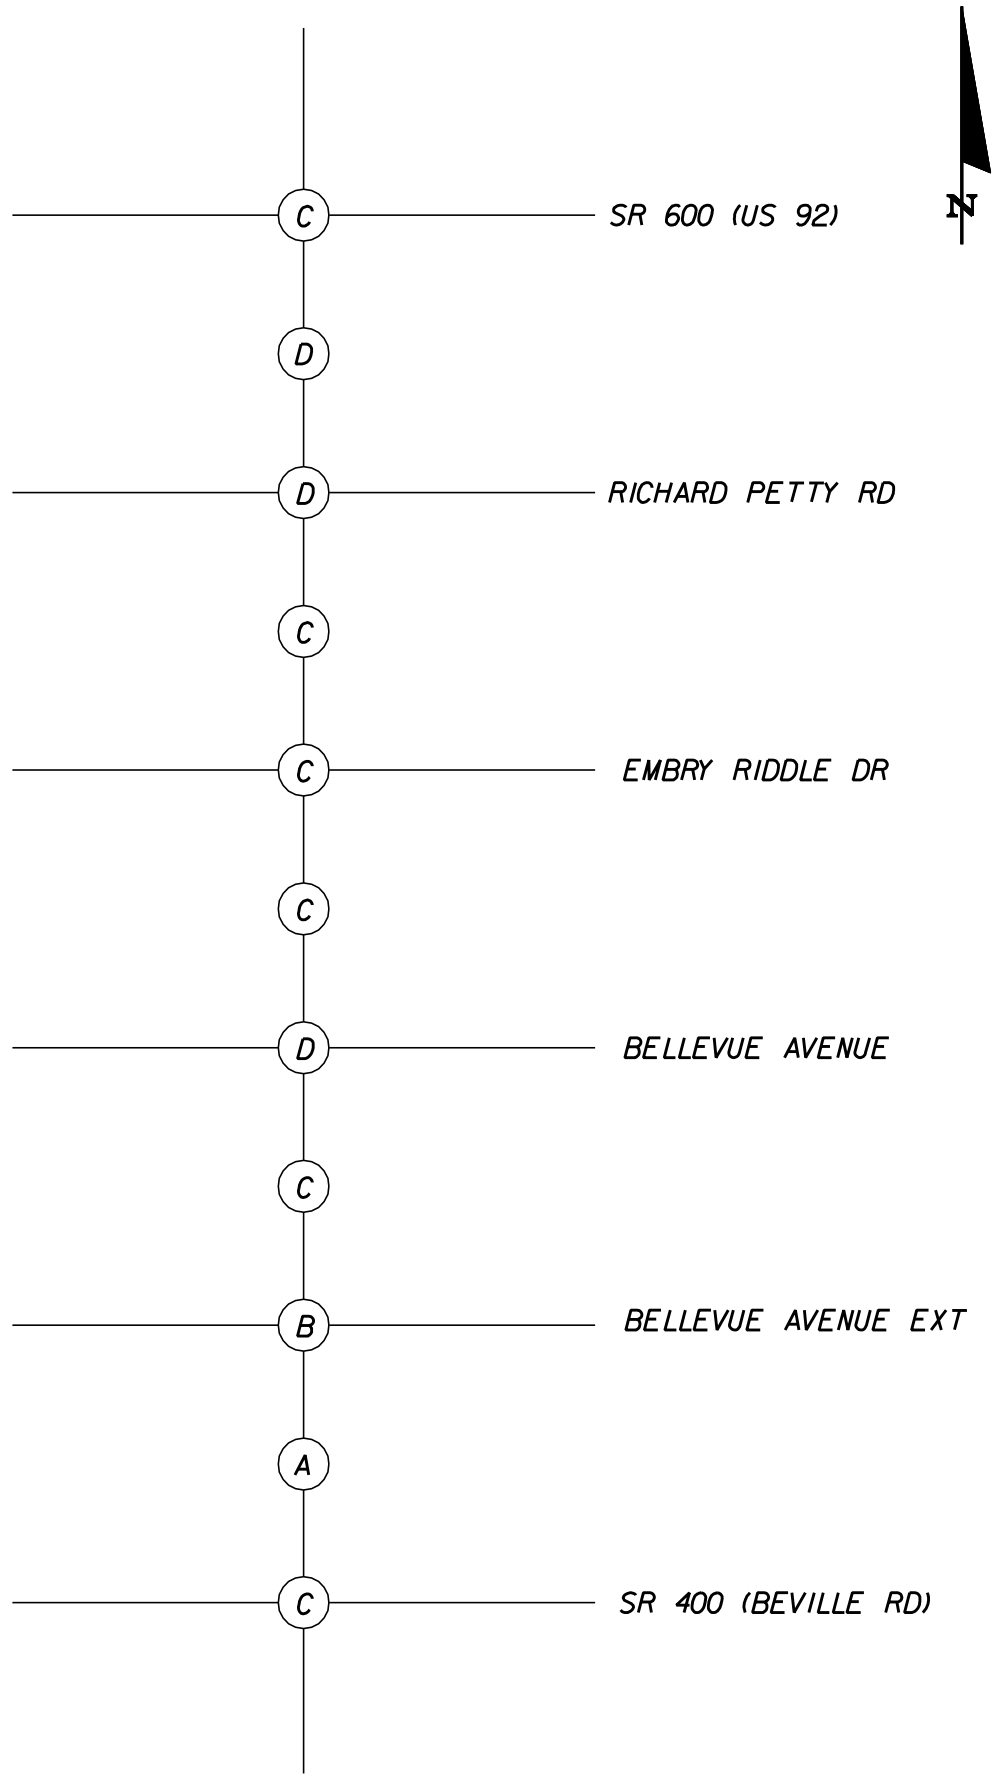 N
C SR 600 (US 92)
D
D RICHARD PETTY RD
C
C EMBRY RIDDLE DR
C
D BELLEVUE AVENUE
C
B BELLEVUE AVENUE EXT
A
C SR 400 (BEVILLE RD)